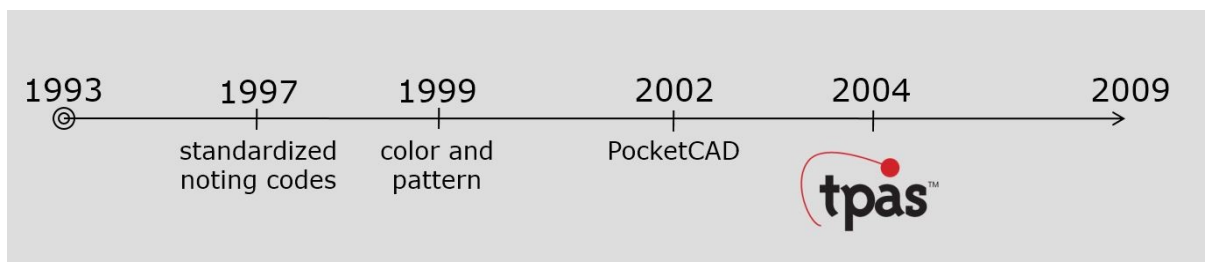 1993 1997 1999 2002 2004 2009
standardized color and PocketCAD
noting codes pattern
tpas™